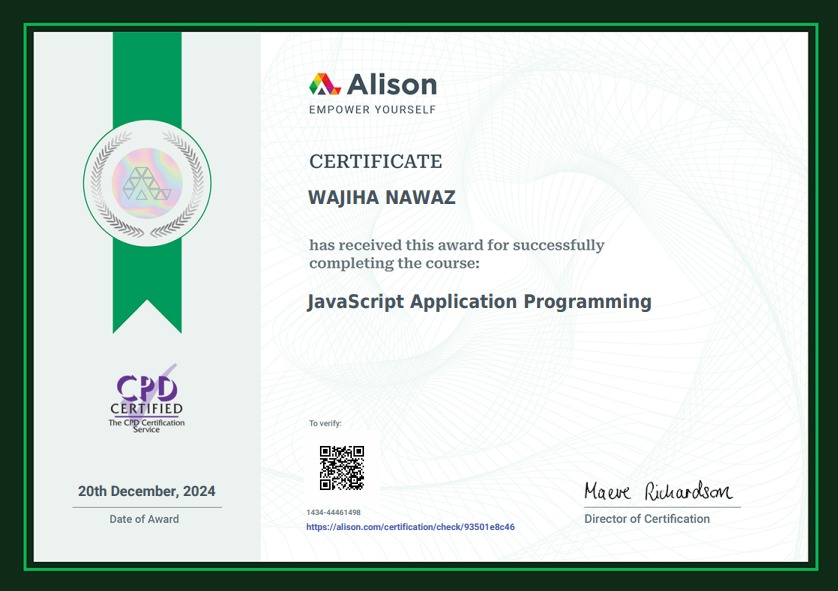 Alison
EMPOWER YOURSELF
CERTIFICATE
WAJIHA NAWAZ
has received this award for successfully
completing the course:
JavaScript Application Programming
CPD
CERTIFIED
The CPD Certification
Service
20th December, 2024
Date of Award
To verify:
1434-44461498
https://alison.com/certification/check/93501e8c46
Maeve Richardson
Director of Certification